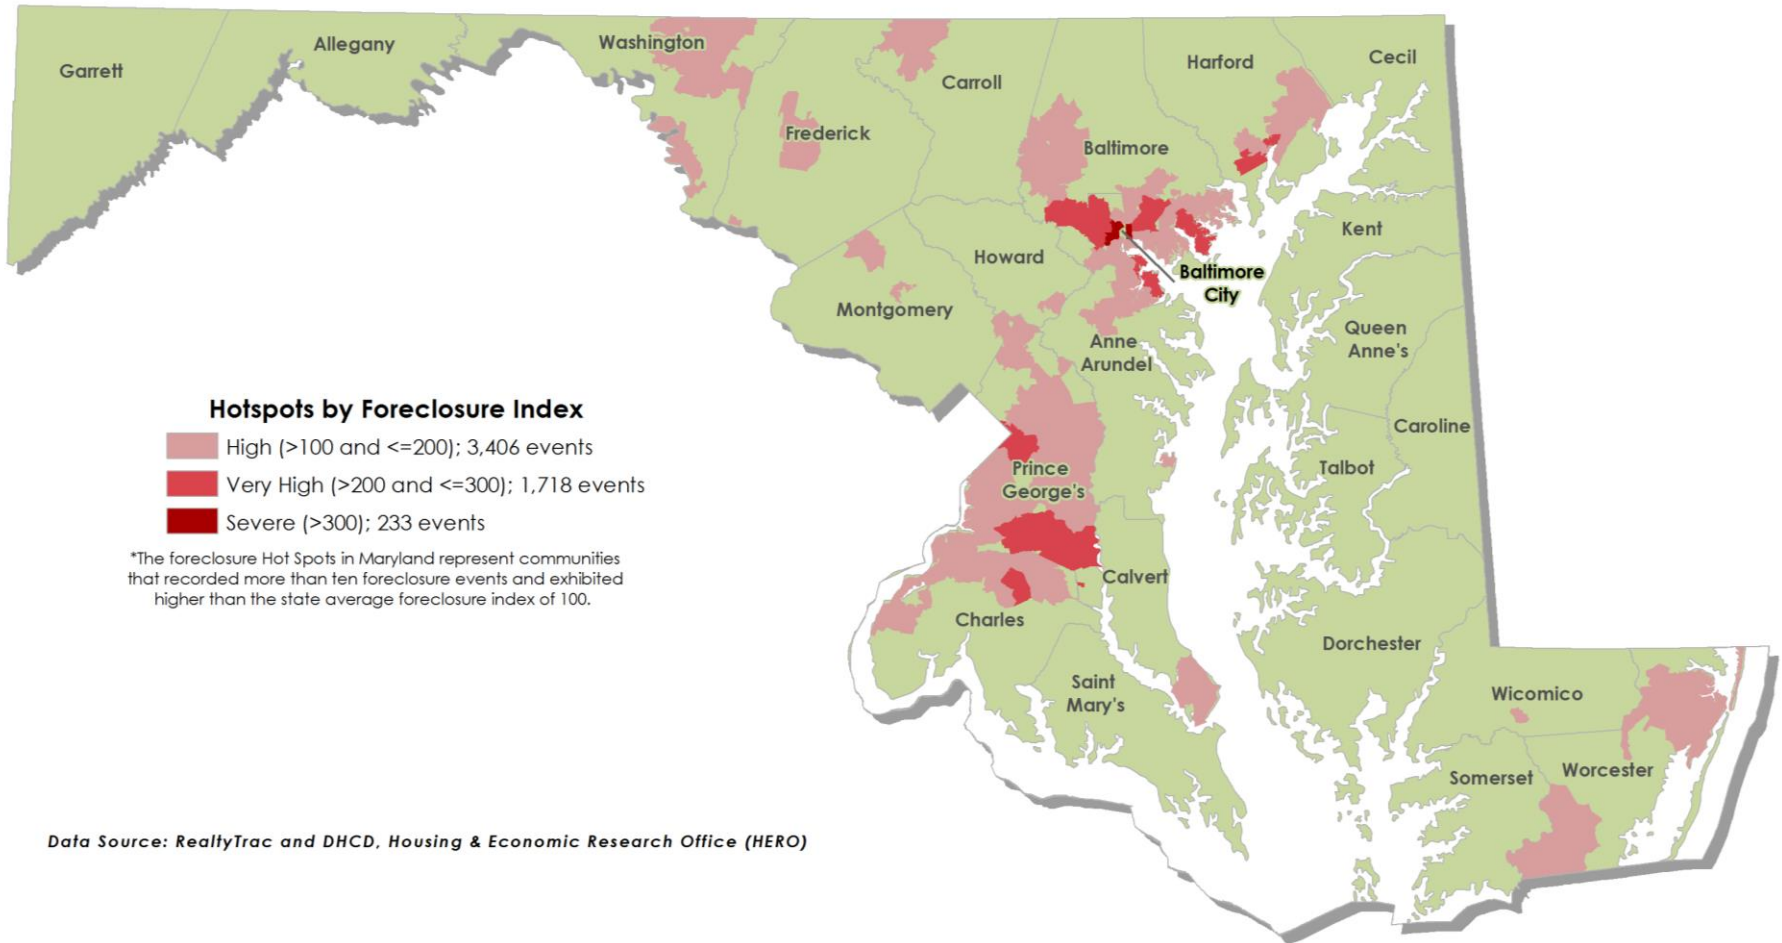 Garrett
Allegany
Washington
Frederick
Carroll
Baltimore
Harford
Cecil
Kent
Howard
Baltimore
City
Montgomery
Anne
Arundel
Queen
Anne's
Caroline
Talbot
Prince
George's
Calvert
Charles
Saint
Mary's
Dorchester
Wicomico
Somerset
Worcester
Hotspots by Foreclosure Index
High (>100 and <=200); 3,406 events
Very High (>200 and <=300); 1,718 events
Severe (>300); 233 events
*The foreclosure Hot Spots in Maryland represent communities
that recorded more than ten foreclosure events and exhibited
higher than the state average foreclosure index of 100.
Data Source: RealtyTrac and DHCD, Housing & Economic Research Office (HERO)